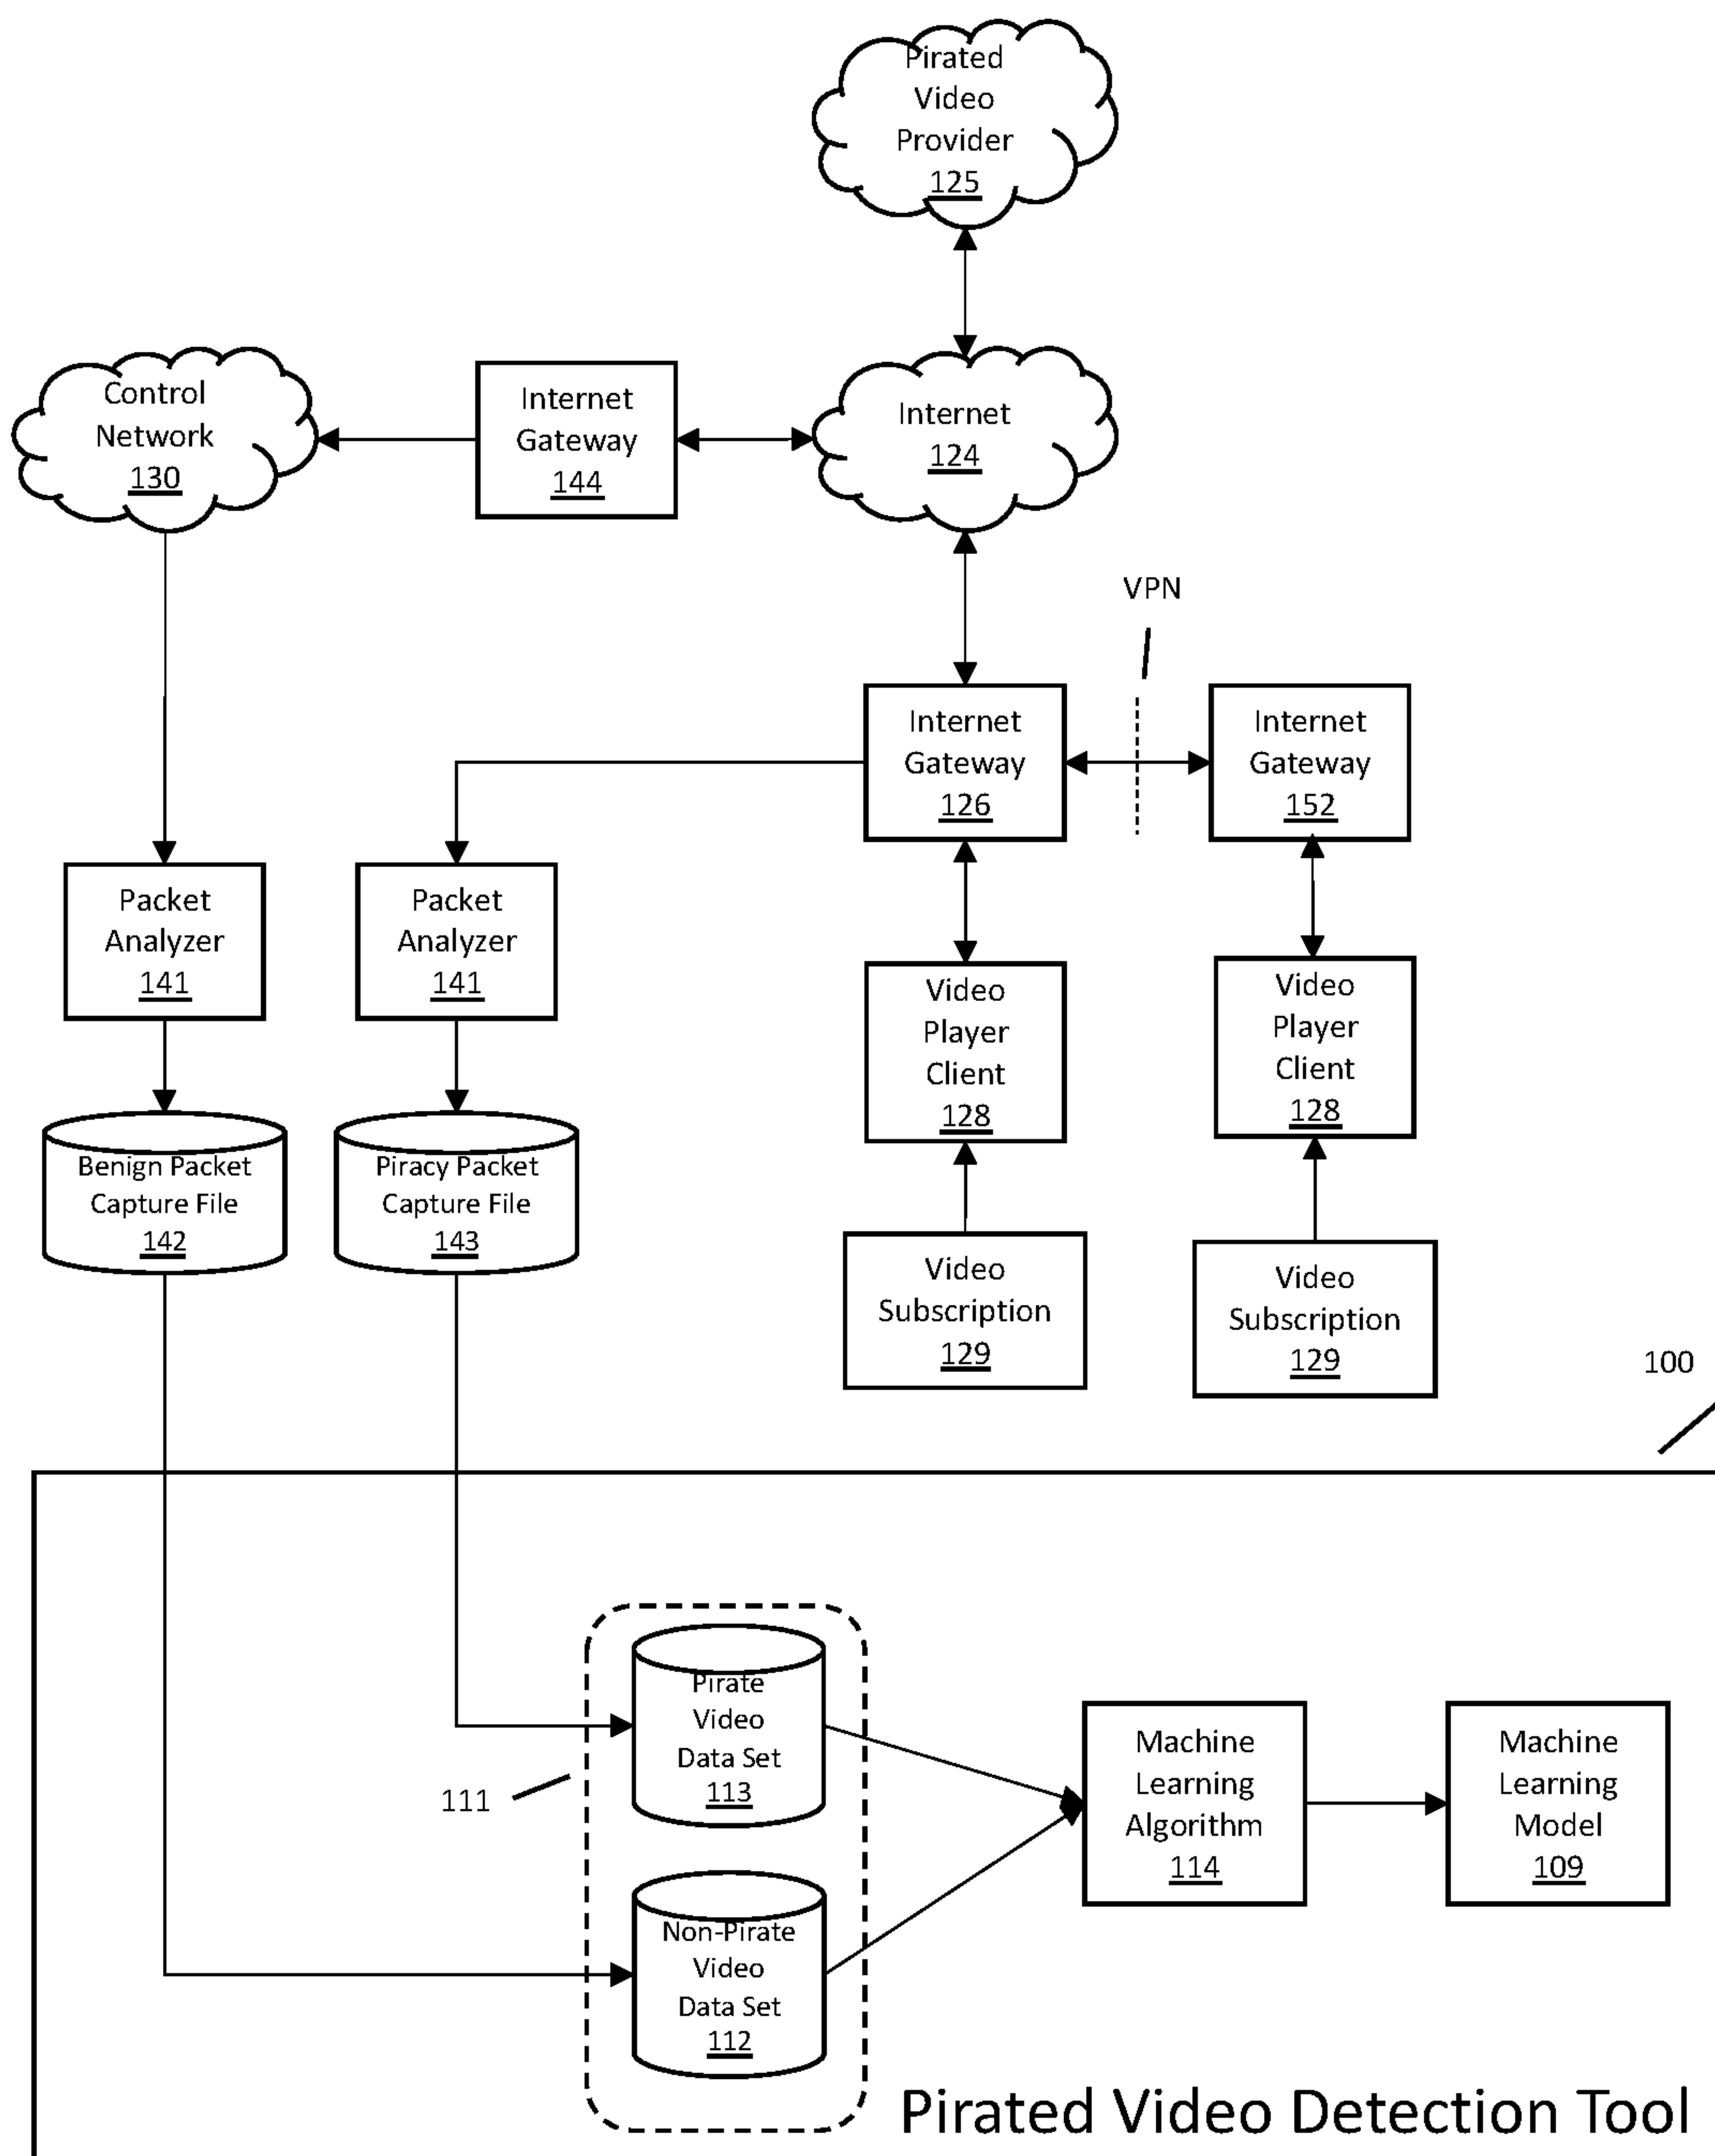 Pirated
Video
Provider
125
Control
Network
130
Internet
Gateway
144
Internet
124
VPN
Internet
Gateway
126
Internet
Gateway
152
Packet
Analyzer
141
Packet
Analyzer
141
Video
Player
Client
128
Video
Player
Client
128
Benign Packet
Capture File
142
Piracy Packet
Capture File
143
Video
Subscription
129
Video
Subscription
129
100
Pirate
Video
Data Set
113
111
Machine
Learning
Algorithm
114
Machine
Learning
Model
109
Non-Pirate
Video
Data Set
112
Pirated Video Detection Tool